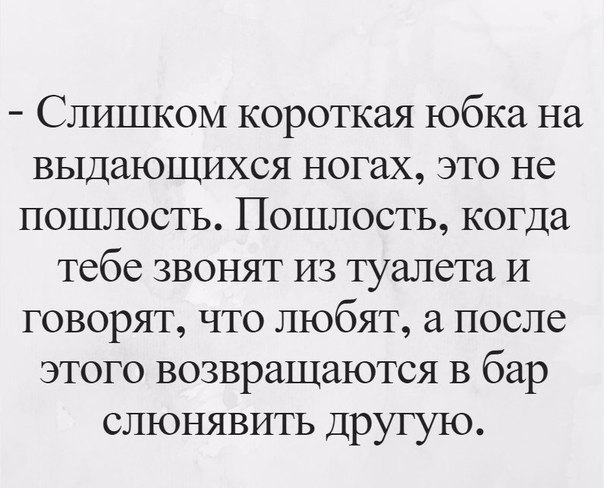 - Слишком короткая юбка на
выдающихся ногах, это не
пошлость. Пошлость, когда
тебе звонят из туалета и
говорят, что любят, а после
этого возвращаются в бар
слюнявить другую.